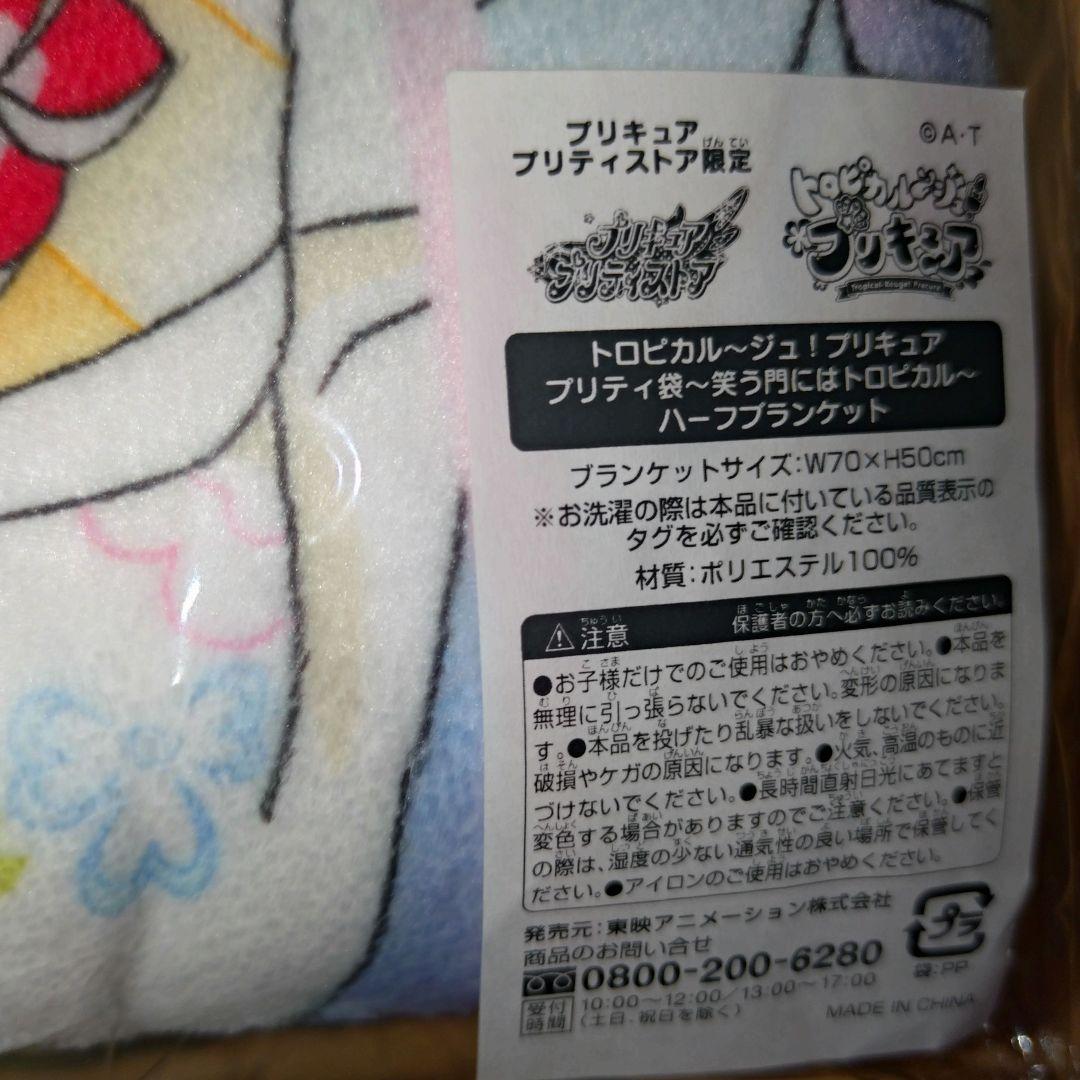 プリキュア
プリティストア限定
げんてい
©A・T
プリキュア
プリティストア
トロピカル〜ジュ!
プリキュア
Tropical-Rouge! Precure
トロピカル〜ジュ!プリキュア
プリティ袋〜笑う門にはトロピカル〜
ハーフブランケット
ブランケットサイズ:W70×H50cm
※お洗濯の際は本品に付いている品質表示の
タグを必ずご確認ください。
材質:ポリエステル100%
⚠注意 保護者の方へ必ずお読みください。
ちゅうい ほごしゃ かた かなら よ
●お子様だけでのご使用はおやめください。●本品を
無理に引っ張らないでください。変形の原因になりま
す。●本品を投げたり乱暴な扱いをしないでください。
破損やケガの原因になります。●火気、高温のものに近
づけないでください。●長時間直射日光にあてますと
変色する場合がありますのでご注意ください。●保管
の際は、湿度の少ない通気性の良い場所で保管してく
ださい。●アイロンのご使用はおやめください。
発売元:東映アニメーション株式会社
商品のお問い合せ
0800-200-6280
受付時間 10:00〜12:00/13:00〜17:00
(土日、祝日を除く)
プラ
袋:PP
MADE IN CHINA